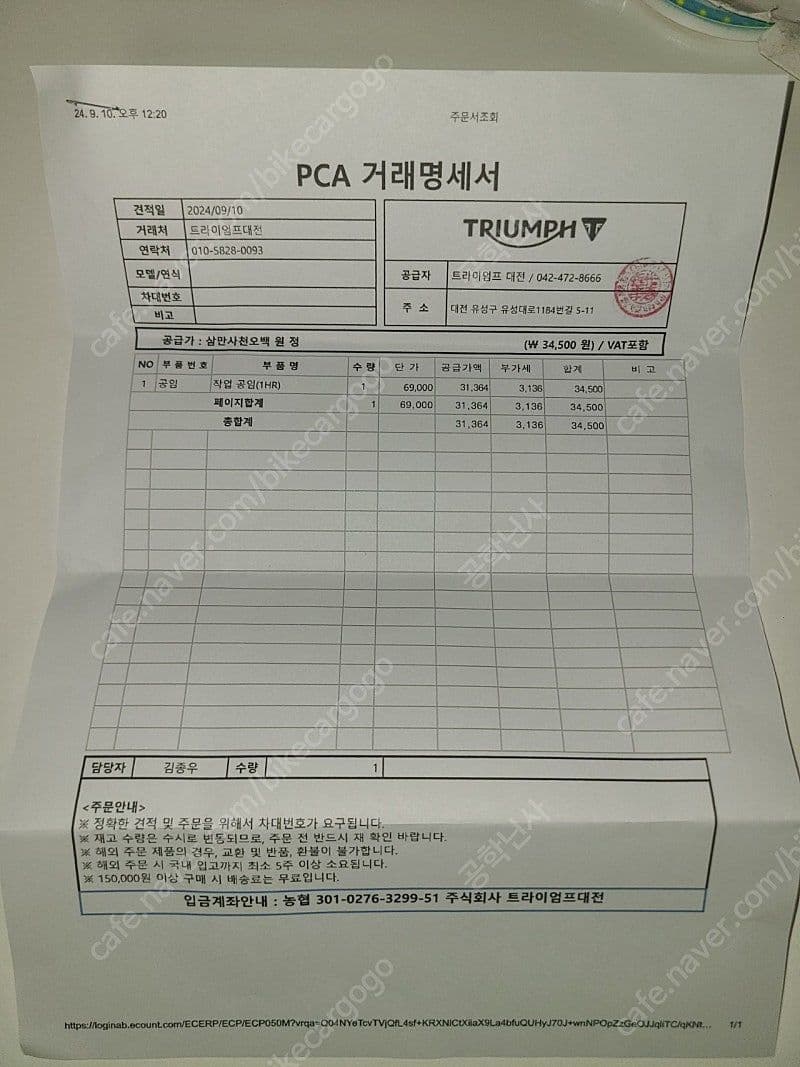 24. 9. 10. 오후 12:20
주문서조회
PCA 거래명세서
견적일 2024/09/10
거래처 트라이엄프대전
연락처 010-5828-0093
모델/연식
차대번호
비고
TRIUMPH
공급자 트라이엄프 대전 / 042-472-8666
주 소 대전 유성구 유성대로1184번길 5-11
공급가 : 삼만사천오백 원 정 (₩ 34,500 원) / VAT포함
NO 부 품 번 호 부 품 명 수 량 단 가 공급가액 부가세 합계 비 고
1 공임 작업 공임(1HR) 1 69,000 31,364 3,136 34,500
페이지합계 1 69,000 31,364 3,136 34,500
총합계 31,364 3,136 34,500
담당자 김종우 수량 1
<주문안내>
※ 정확한 견적 및 주문을 위해서 차대번호가 요구됩니다.
※ 재고 수량은 수시로 변동되므로, 주문 전 반드시 재 확인 바랍니다.
※ 해외 주문 제품의 경우, 교환 및 반품, 환불이 불가합니다.
※ 해외 주문 시 국내 입고까지 최소 5주 이상 소요됩니다.
※ 150,000원 이상 구매 시 배송료는 무료입니다.
입금계좌안내 : 농협 301-0276-3299-51 주식회사 트라이엄프대전
1/1
cafe.naver.com/bikecargogo
공학난사